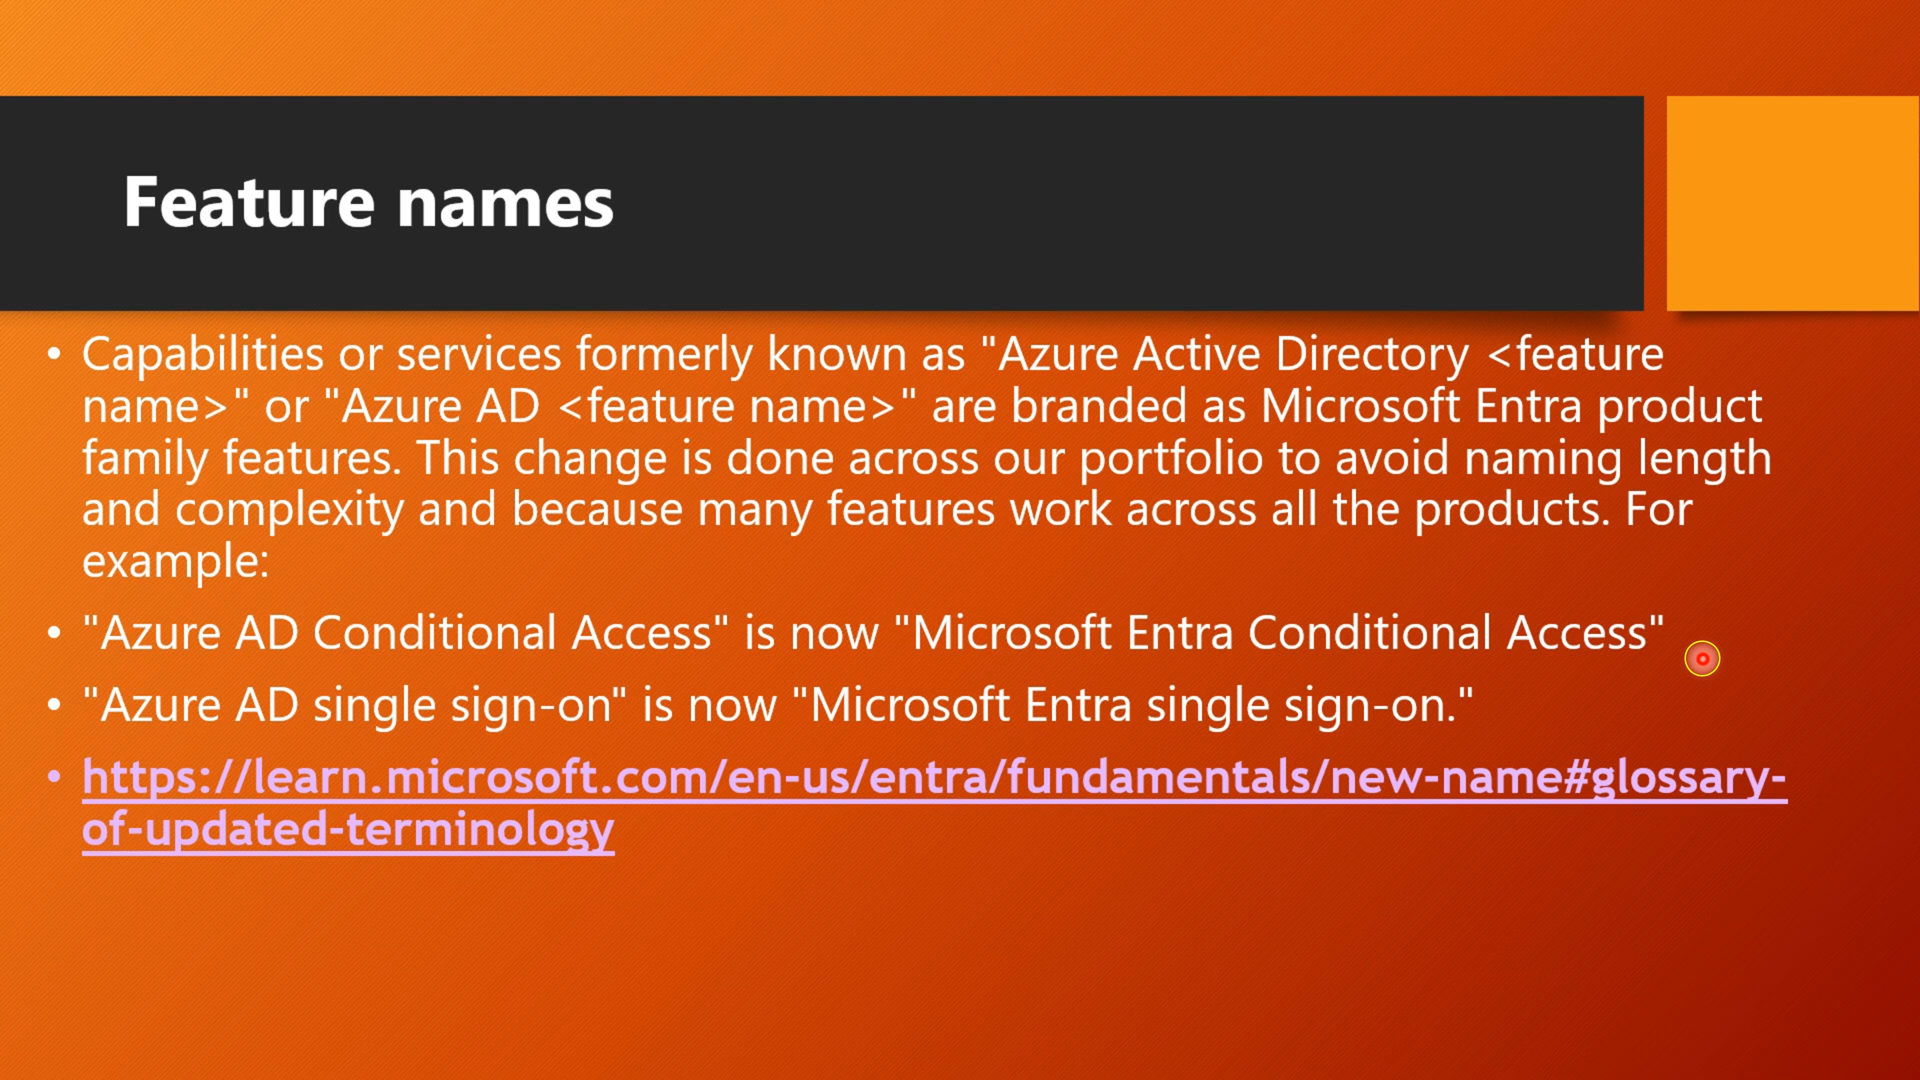 Feature names
• Capabilities or services formerly known as "Azure Active Directory <feature
name>" or "Azure AD <feature name>" are branded as Microsoft Entra product
family features. This change is done across our portfolio to avoid naming length
and complexity and because many features work across all the products. For
example:
• "Azure AD Conditional Access" is now "Microsoft Entra Conditional Access"
• "Azure AD single sign-on" is now "Microsoft Entra single sign-on."
• https://learn.microsoft.com/en-us/entra/fundamentals/new-name#glossary-
of-updated-terminology